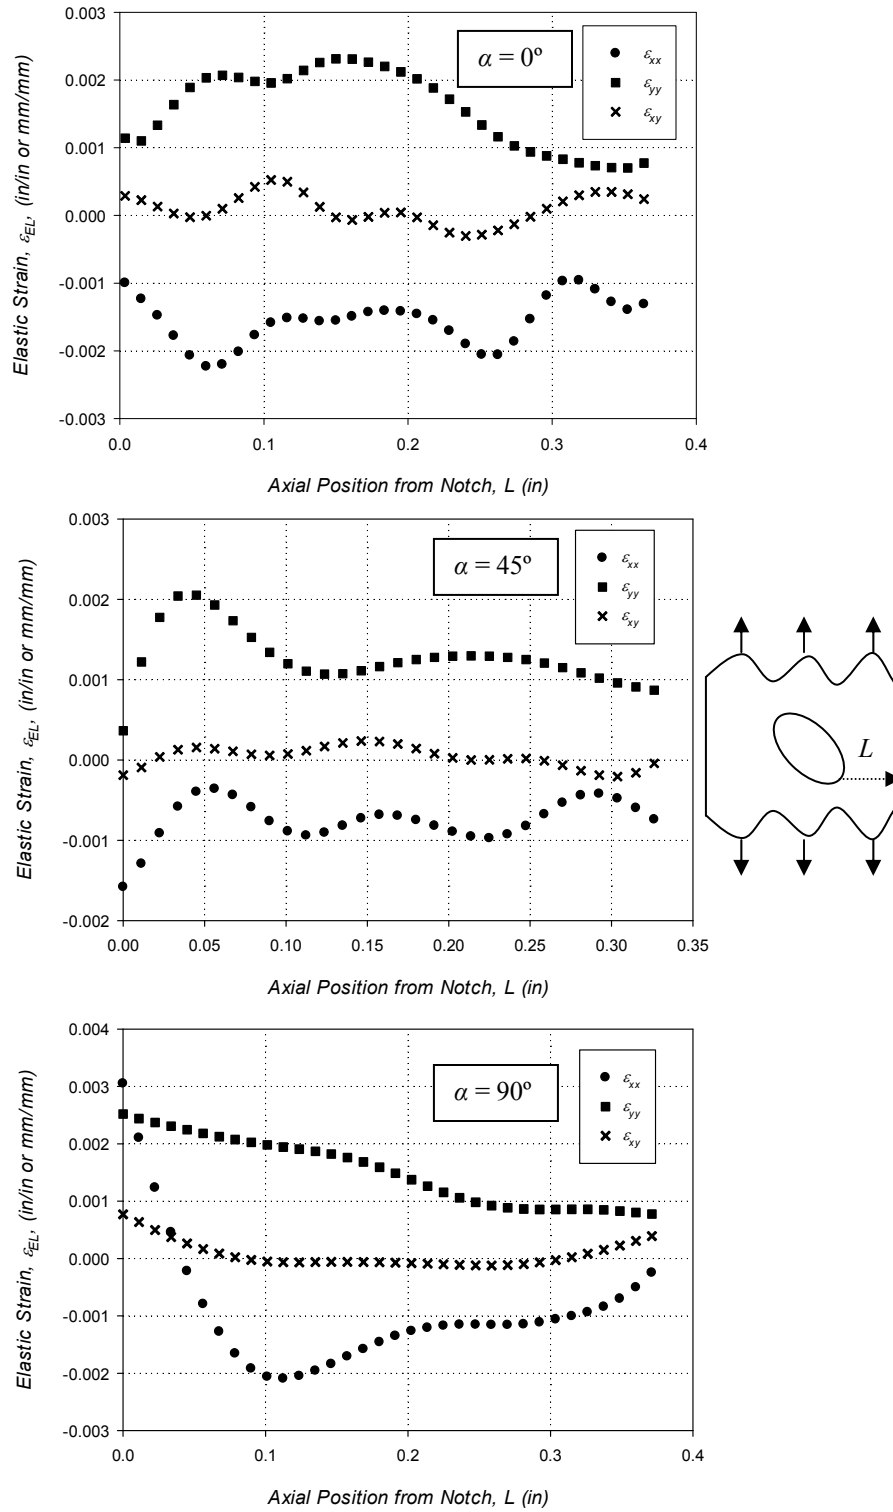 0.003
0.002
0.001
0.000
-0.001
-0.002
-0.003
Elastic Strain, εEL, (in/in or mm/mm)
α = 0º
εxx
εyy
εxy
0.0 0.1 0.2 0.3 0.4
Axial Position from Notch, L (in)
0.003
0.002
0.001
0.000
-0.001
-0.002
Elastic Strain, εEL, (in/in or mm/mm)
α = 45º
εxx
εyy
εxy
0.00 0.05 0.10 0.15 0.20 0.25 0.30 0.35
Axial Position from Notch, L (in)
L
0.004
0.003
0.002
0.001
0.000
-0.001
-0.002
-0.003
Elastic Strain, εEL, (in/in or mm/mm)
α = 90º
εxx
εyy
εxy
0.0 0.1 0.2 0.3 0.4
Axial Position from Notch, L (in)